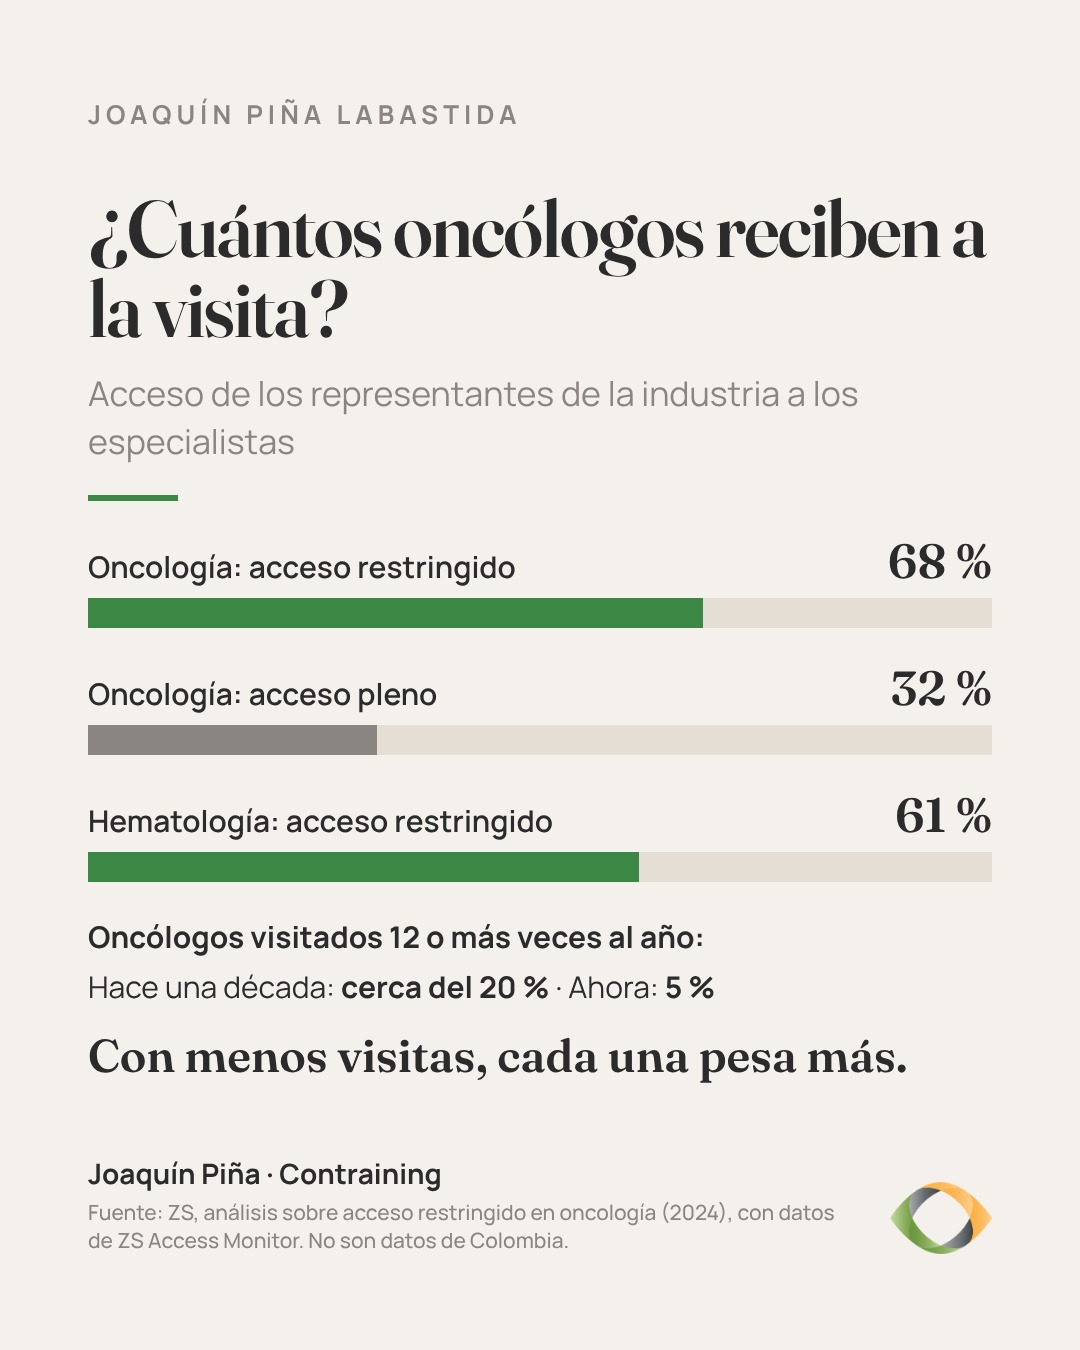 JOAQUÍN PIÑA LABASTIDA
¿Cuántos oncólogos reciben a
la visita?
Acceso de los representantes de la industria a los
especialistas
Oncología: acceso restringido 68 %
Oncología: acceso pleno 32 %
Hematología: acceso restringido 61 %
Oncólogos visitados 12 o más veces al año:
Hace una década: cerca del 20 % · Ahora: 5 %
Con menos visitas, cada una pesa más.
Joaquín Piña · Contraining
Fuente: ZS, análisis sobre acceso restringido en oncología (2024), con datos
de ZS Access Monitor. No son datos de Colombia.